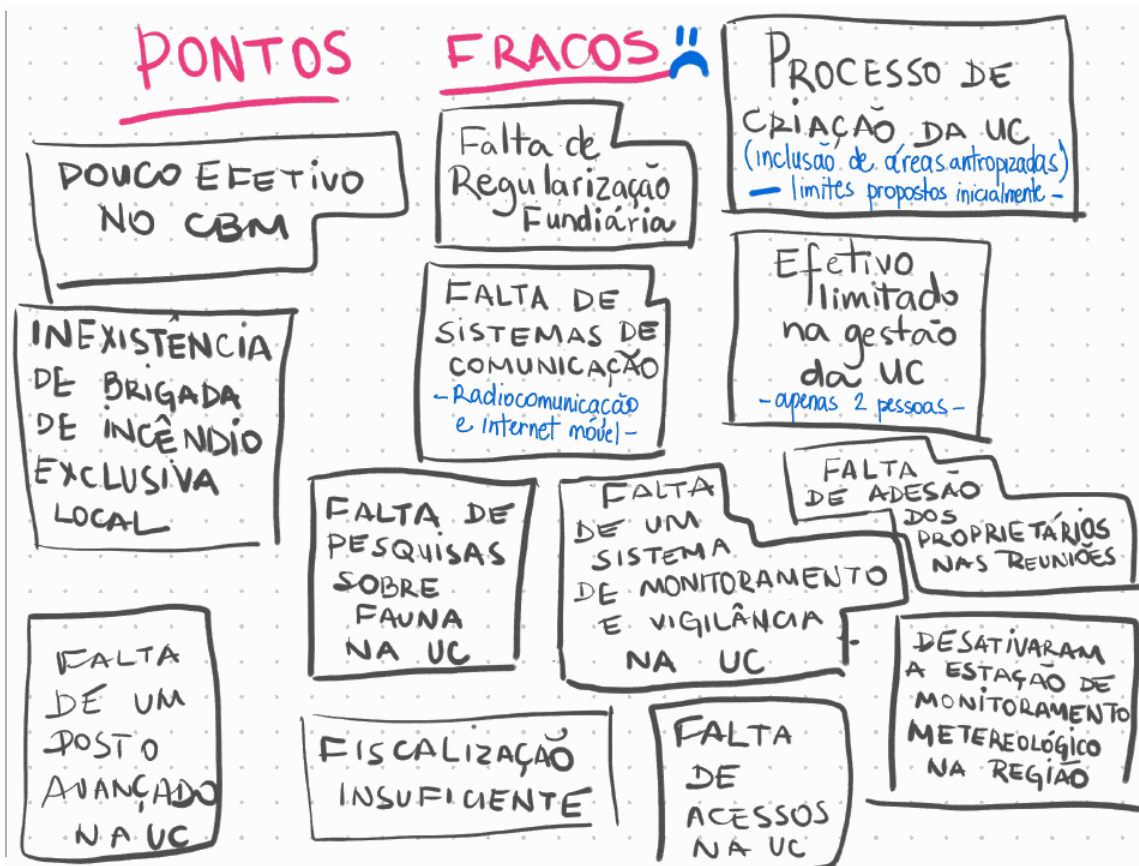 PONTOS FRACOS
POUCO EFETIVO
NO CBM
Falta de
Regularização
Fundiária
PROCESSO DE
CRIAÇÃO DA UC
(inclusão de áreas antropizadas)
- limites propostos inicialmente -
INEXISTÊNCIA
DE BRIGADA
DE INCÊNDIO
EXCLUSIVA
LOCAL
FALTA DE
SISTEMAS DE
COMUNICAÇÃO
- Radiocomunicação
e internet móvel -
Efetivo
limitado
na gestão
da UC
- apenas 2 pessoas -
FALTA DE
PESQUISAS
SOBRE
FAUNA
NA UC
FALTA
DE UM
SISTEMA
DE MONITORAMENTO
E VIGILÂNCIA
NA UC
FALTA
DE ADESÃO
DOS
PROPRIETÁRIOS
NAS REUNIÕES
FALTA
DE UM
POSTO
AVANÇADO
NA UC
FISCALIZAÇÃO
INSUFICIENTE
FALTA
DE
ACESSOS
NA UC
DESATIVARAM
A ESTAÇÃO DE
MONITORAMENTO
METEREOLÓGICO
NA REGIÃO